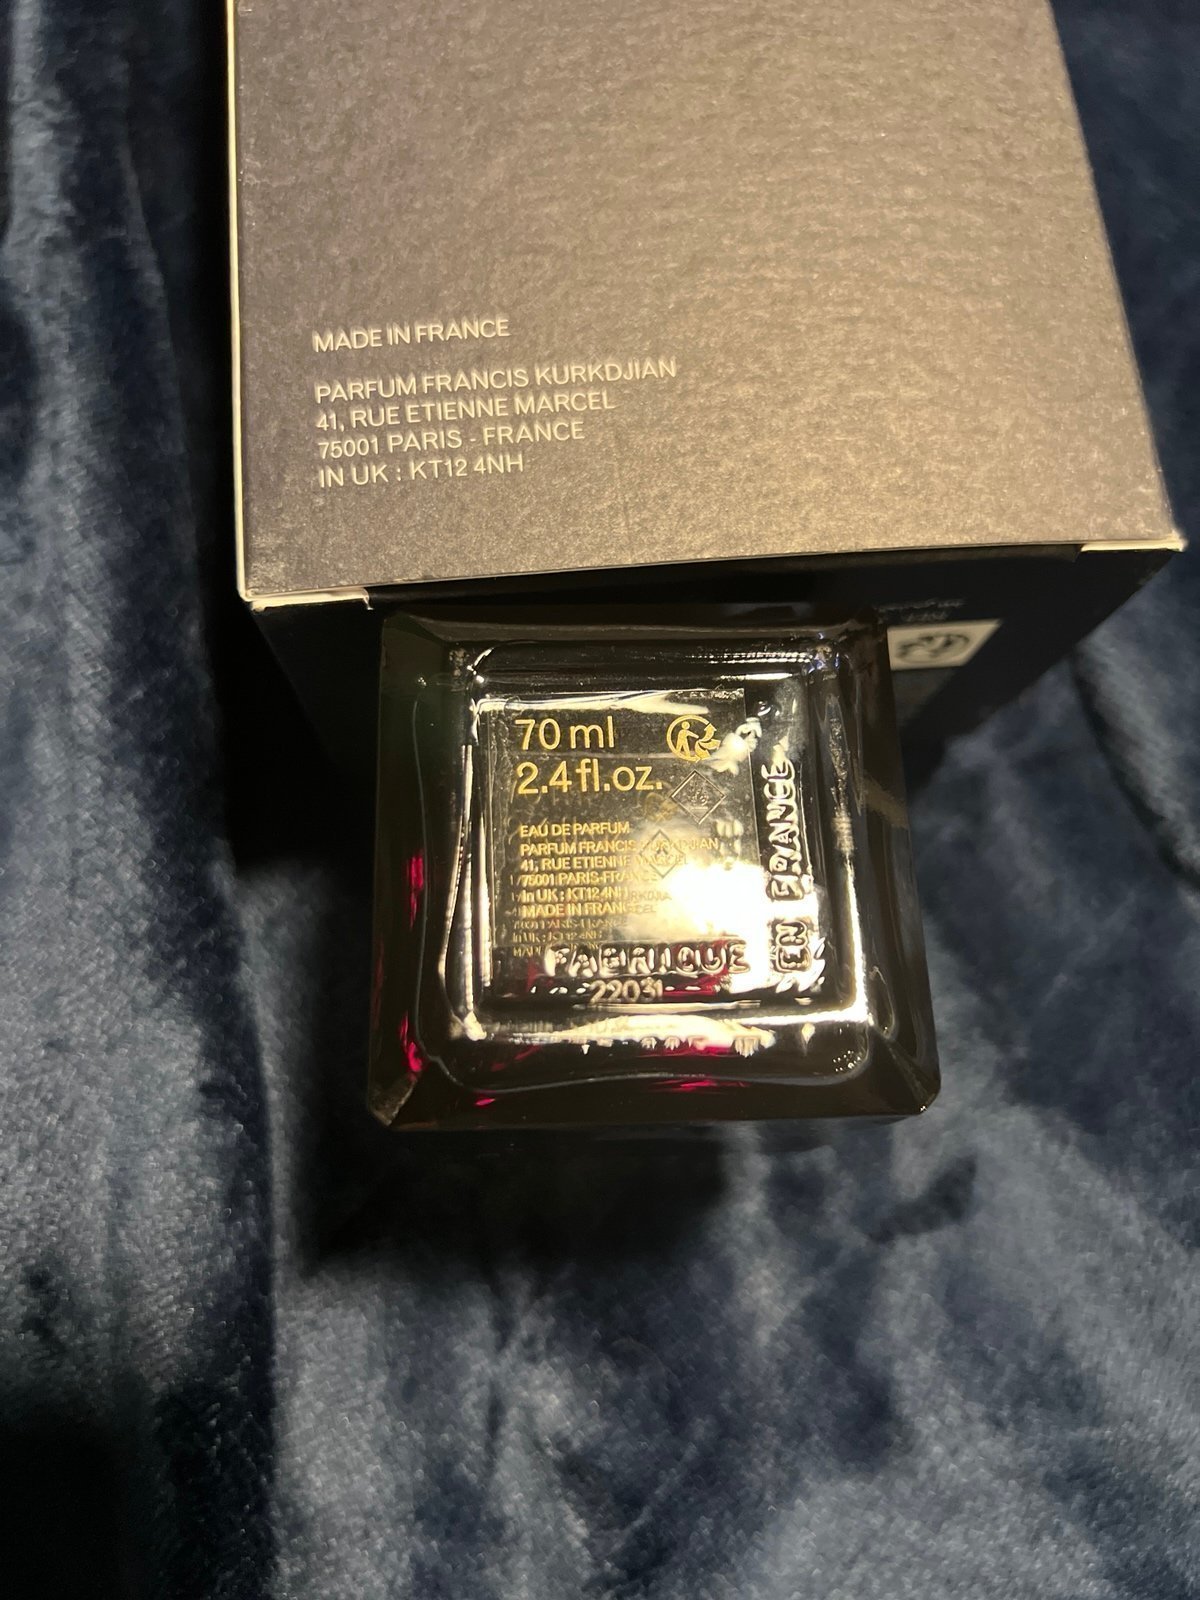 MADE IN FRANCE
PARFUM FRANCIS KURKDJIAN
41, RUE ETIENNE MARCEL
75001 PARIS - FRANCE
IN UK : KT12 4NH
70 ml
2.4 fl.oz.
EAU DE PARFUM
PARFUM FRANCIS KURKDJIAN
41, RUE ETIENNE MARCEL
75001 PARIS-FRANCE
In UK : KT12 4NH
MADE IN FRANCE
FABRIQUE
EN FRANCE
22031